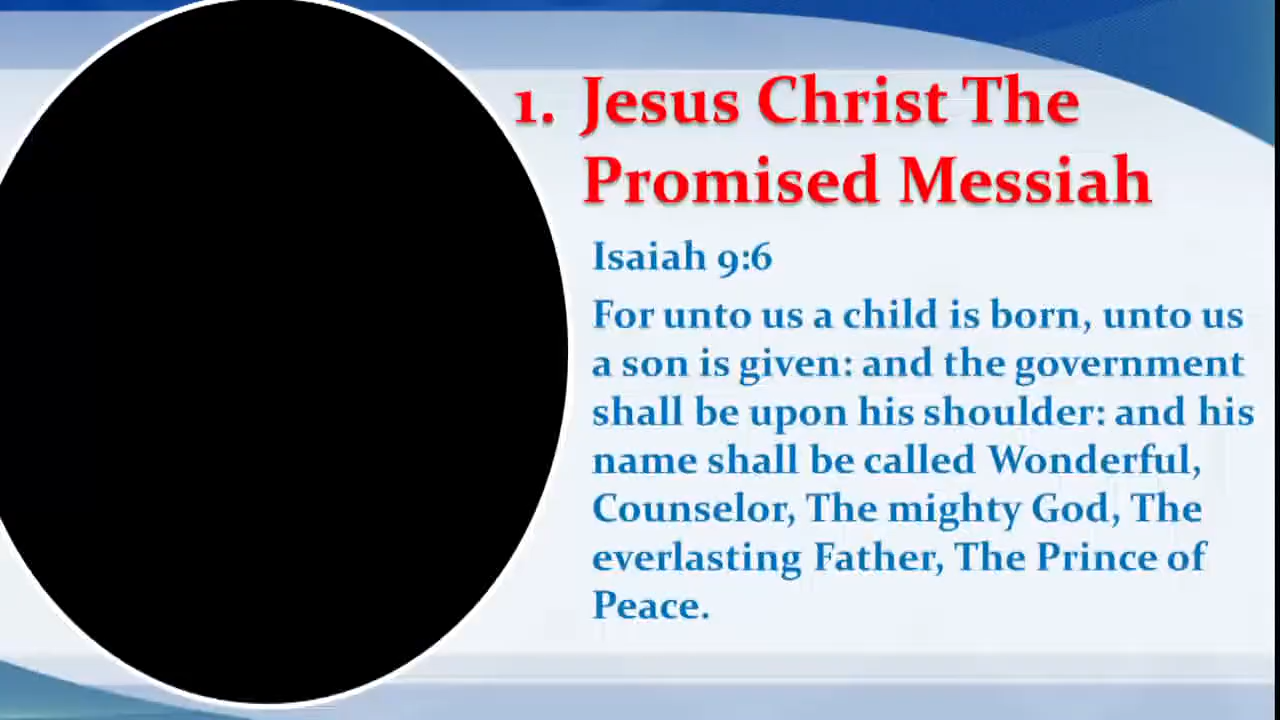 1. Jesus Christ The
Promised Messiah
Isaiah 9:6
For unto us a child is born, unto us
a son is given: and the government
shall be upon his shoulder: and his
name shall be called Wonderful,
Counselor, The mighty God, The
everlasting Father, The Prince of
Peace.